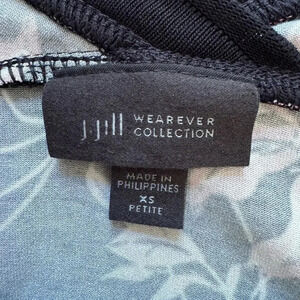 J.Jill WEAREVER
COLLECTION
MADE IN
PHILIPPINES
XS
PETITE